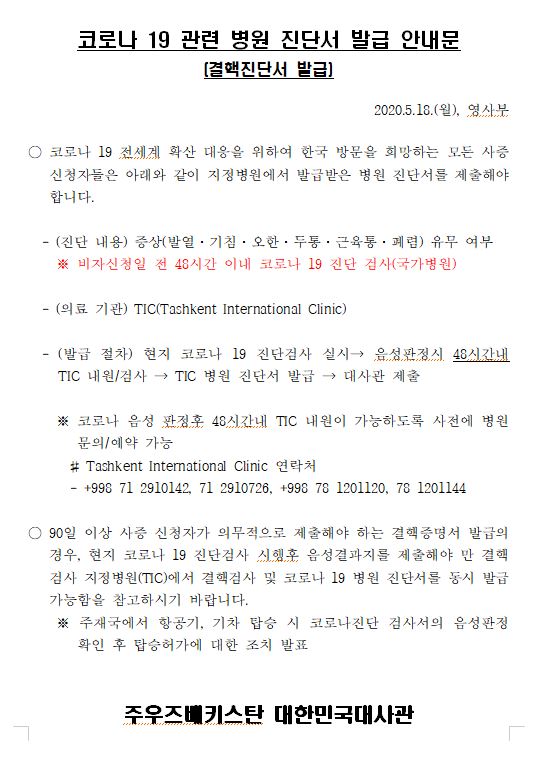 코로나 19 관련 병원 진단서 발급 안내문
(결핵진단서 발급)
2020.5.18.(월), 영사부
○ 코로나 19 전세계 확산 대응을 위하여 한국 방문을 희망하는 모든 사증
신청자들은 아래와 같이 지정병원에서 발급받은 병원 진단서를 제출해야
합니다.
- (진단 내용) 증상(발열・기침・오한・두통・근육통・폐렴) 유무 여부
※ 비자신청일 전 48시간 이내 코로나 19 진단 검사(국가병원)
- (의료 기관) TIC(Tashkent International Clinic)
- (발급 절차) 현지 코로나 19 진단검사 실시→ 음성판정시 48시간내
TIC 내원/검사 → TIC 병원 진단서 발급 → 대사관 제출
※ 코로나 음성 판정후 48시간내 TIC 내원이 가능하도록 사전에 병원
문의/예약 가능
# Tashkent International Clinic 연락처
- +998 71 2910142, 71 2910726, +998 78 1201120, 78 1201144
○ 90일 이상 사증 신청자가 의무적으로 제출해야 하는 결핵증명서 발급의
경우, 현지 코로나 19 진단검사 시행후 음성결과지를 제출해야 만 결핵
검사 지정병원(TIC)에서 결핵검사 및 코로나 19 병원 진단서를 동시 발급
가능함을 참고하시기 바랍니다.
※ 주재국에서 항공기, 기차 탑승 시 코로나진단 검사서의 음성판정
확인 후 탑승허가에 대한 조치 발표
주우즈베키스탄 대한민국대사관